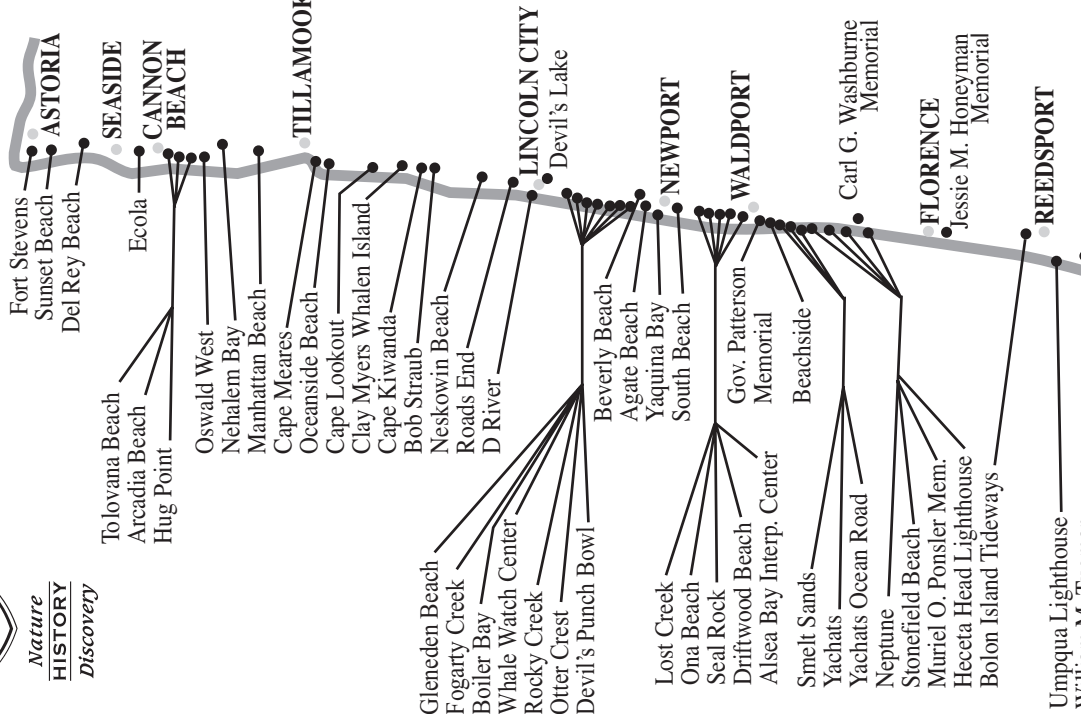 Nature
HISTORY
Discovery
ASTORIA
SEASIDE
CANNON
BEACH
TILLAMOOK
LINCOLN CITY
Devil's Lake
NEWPORT
WALDPORT
Carl G. Washburne
Memorial
FLORENCE
Jessie M. Honeyman
Memorial
REEDSPORT
Fort Stevens
Sunset Beach
Del Rey Beach
Ecola
Tolovana Beach
Arcadia Beach
Hug Point
Oswald West
Nehalem Bay
Manhattan Beach
Cape Meares
Oceanside Beach
Cape Lookout
Clay Myers Whalen Island
Cape Kiwanda
Bob Straub
Neskowin Beach
Roads End
D River
Gleneden Beach
Fogarty Creek
Boiler Bay
Whale Watch Center
Rocky Creek
Otter Crest
Devil's Punch Bowl
Beverly Beach
Agate Beach
Yaquina Bay
South Beach
Lost Creek
Ona Beach
Seal Rock
Driftwood Beach
Alsea Bay Interp. Center
Gov. Patterson
Memorial
Beachside
Smelt Sands
Yachats
Yachats Ocean Road
Neptune
Stonefield Beach
Muriel O. Ponsler Mem.
Heceta Head Lighthouse
Bolon Island Tideways
Umpqua Lighthouse